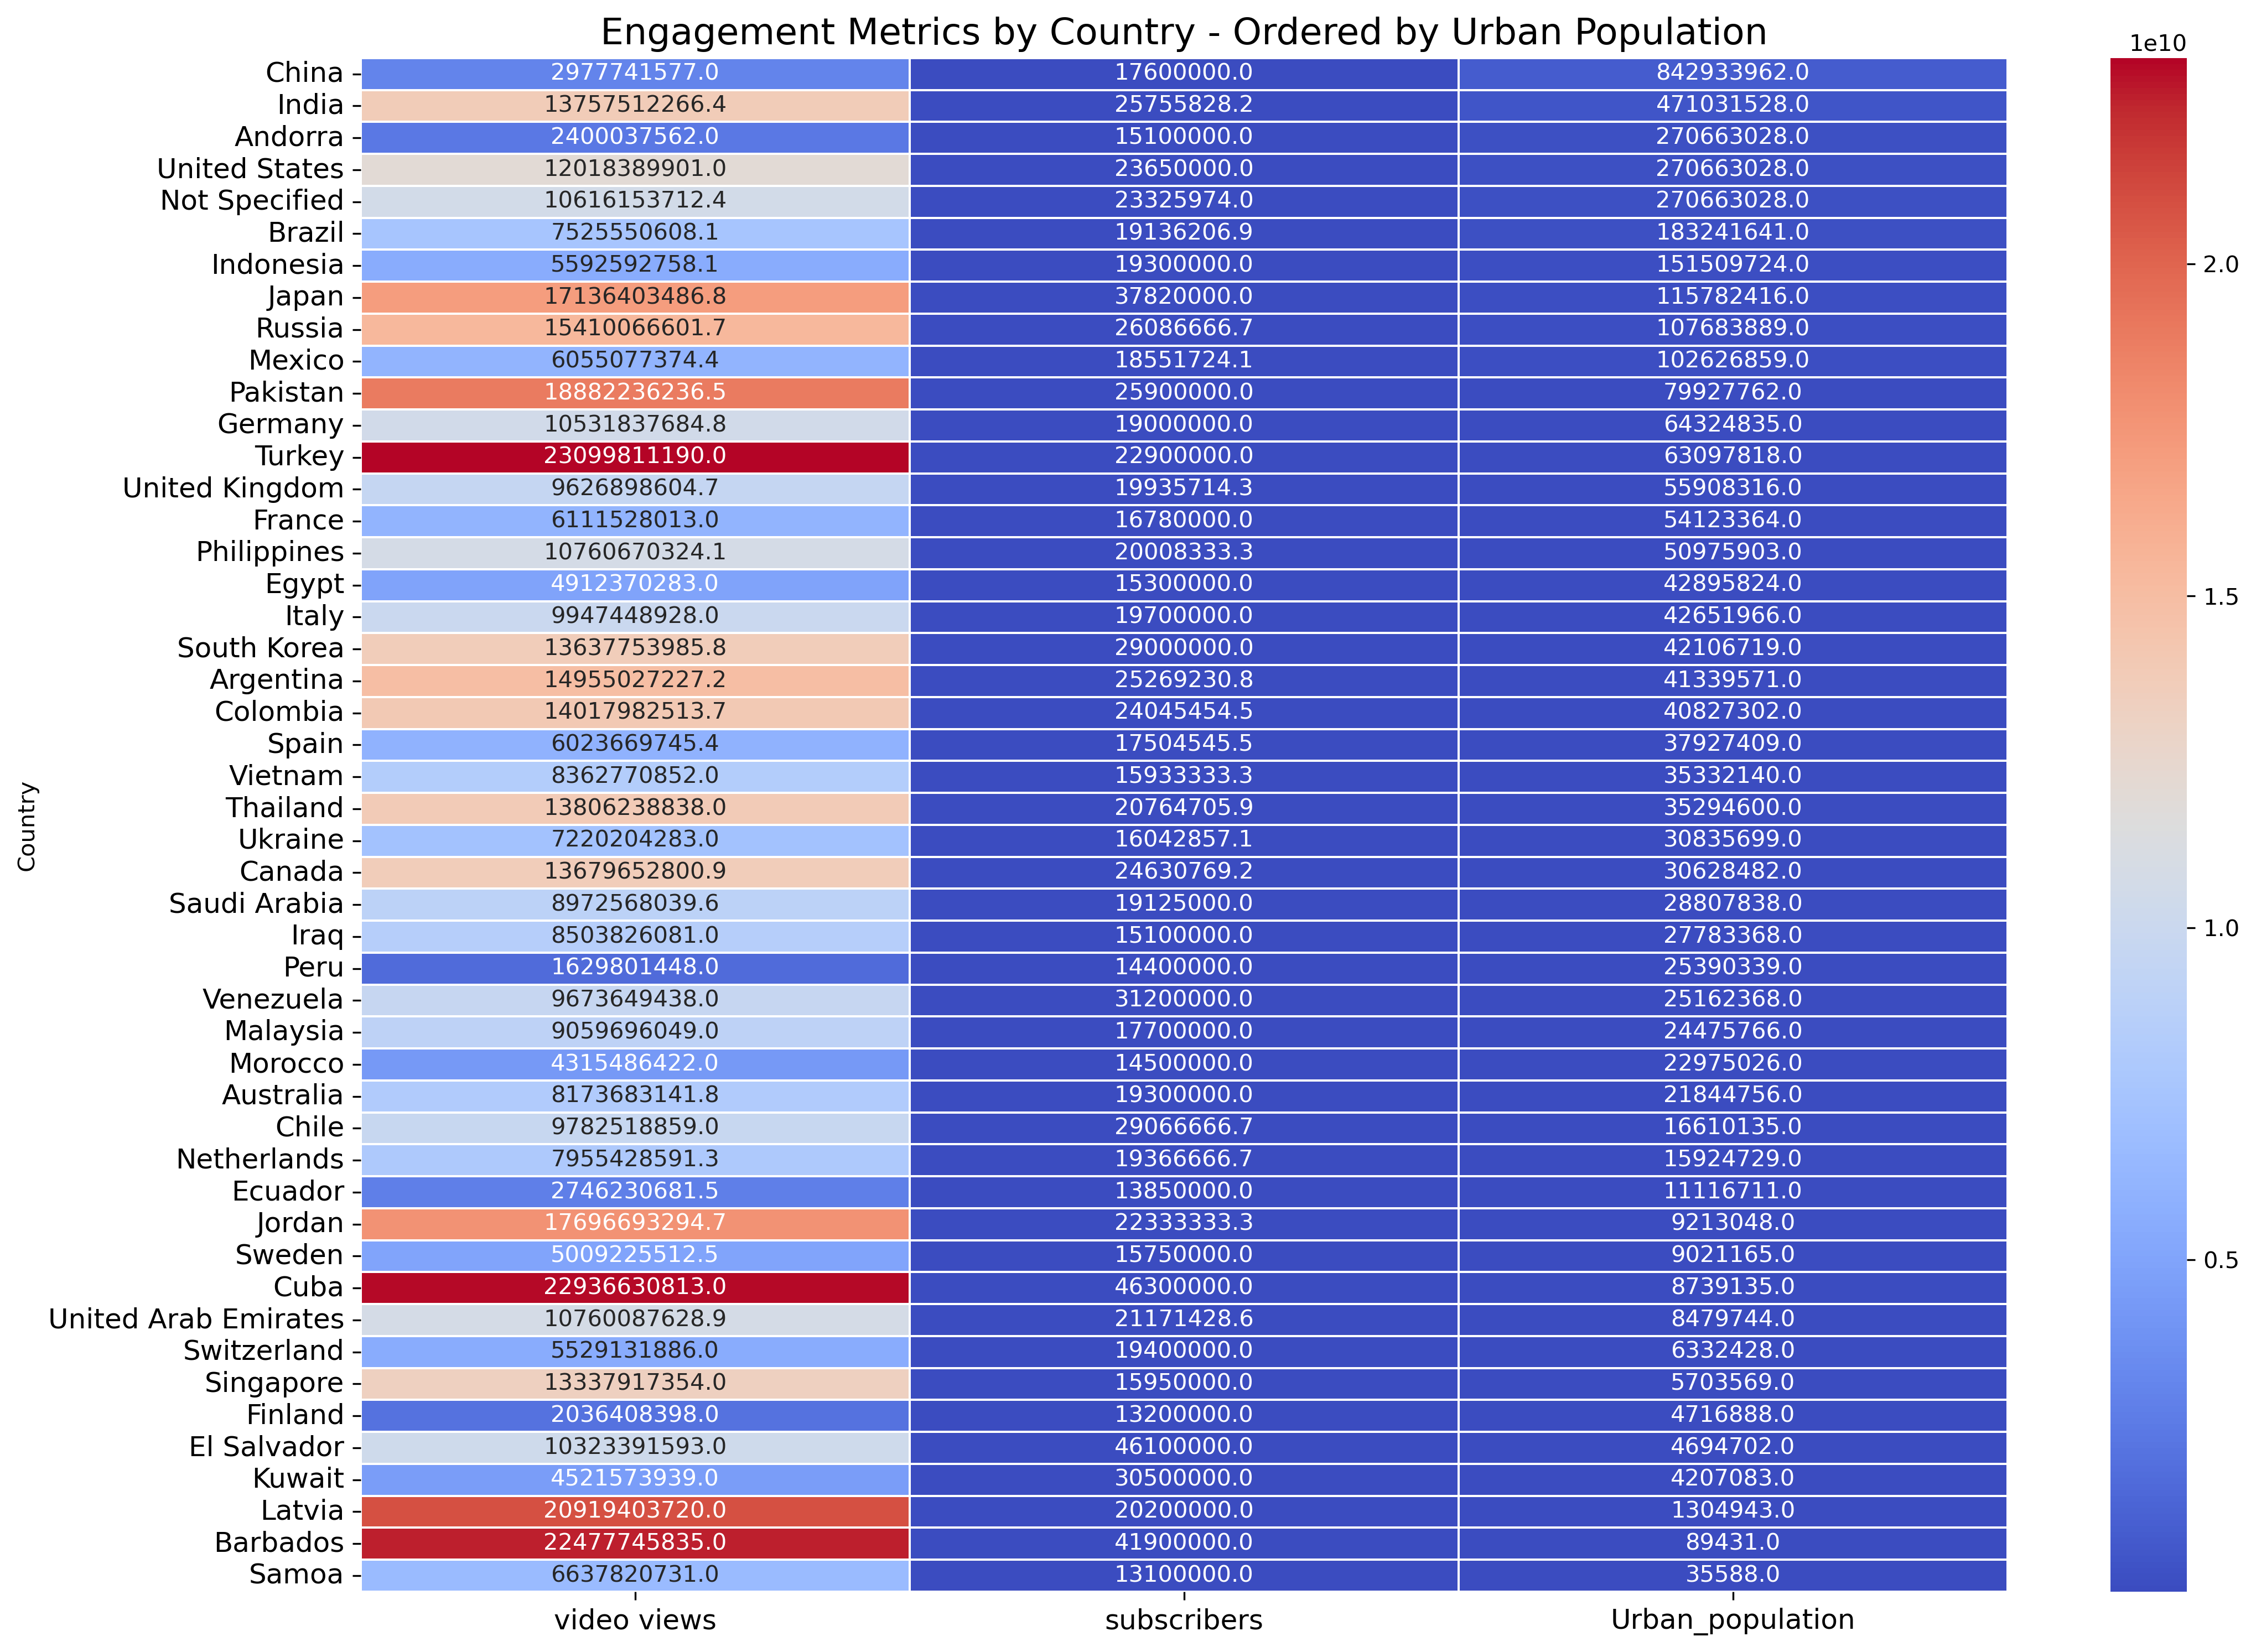 Engagement Metrics by Country - Ordered by Urban Population
1e10
China 2977741577.0 17600000.0 842933962.0
India 13757512266.4 25755828.2 471031528.0
Andorra 2400037562.0 15100000.0 270663028.0
United States 12018389901.0 23650000.0 270663028.0
Not Specified 10616153712.4 23325974.0 270663028.0
Brazil 7525550608.1 19136206.9 183241641.0
Indonesia 5592592758.1 19300000.0 151509724.0
Japan 17136403486.8 37820000.0 115782416.0
Russia 15410066601.7 26086666.7 107683889.0
Mexico 6055077374.4 18551724.1 102626859.0
Pakistan 18882236236.5 25900000.0 79927762.0
Germany 10531837684.8 19000000.0 64324835.0
Turkey 23099811190.0 22900000.0 63097818.0
United Kingdom 9626898604.7 19935714.3 55908316.0
France 6111528013.0 16780000.0 54123364.0
Philippines 10760670324.1 20008333.3 50975903.0
Egypt 4912370283.0 15300000.0 42895824.0
Italy 9947448928.0 19700000.0 42651966.0
South Korea 13637753985.8 29000000.0 42106719.0
Argentina 14955027227.2 25269230.8 41339571.0
Colombia 14017982513.7 24045454.5 40827302.0
Spain 6023669745.4 17504545.5 37927409.0
Vietnam 8362770852.0 15933333.3 35332140.0
Thailand 13806238838.0 20764705.9 35294600.0
Ukraine 7220204283.0 16042857.1 30835699.0
Canada 13679652800.9 24630769.2 30628482.0
Saudi Arabia 8972568039.6 19125000.0 28807838.0
Iraq 8503826081.0 15100000.0 27783368.0
Peru 1629801448.0 14400000.0 25390339.0
Venezuela 9673649438.0 31200000.0 25162368.0
Malaysia 9059696049.0 17700000.0 24475766.0
Morocco 4315486422.0 14500000.0 22975026.0
Australia 8173683141.8 19300000.0 21844756.0
Chile 9782518859.0 29066666.7 16610135.0
Netherlands 7955428591.3 19366666.7 15924729.0
Ecuador 2746230681.5 13850000.0 11116711.0
Jordan 17696693294.7 22333333.3 9213048.0
Sweden 5009225512.5 15750000.0 9021165.0
Cuba 22936630813.0 46300000.0 8739135.0
United Arab Emirates 10760087628.9 21171428.6 8479744.0
Switzerland 5529131886.0 19400000.0 6332428.0
Singapore 13337917354.0 15950000.0 5703569.0
Finland 2036408398.0 13200000.0 4716888.0
El Salvador 10323391593.0 46100000.0 4694702.0
Kuwait 4521573939.0 30500000.0 4207083.0
Latvia 20919403720.0 20200000.0 1304943.0
Barbados 22477745835.0 41900000.0 89431.0
Samoa 6637820731.0 13100000.0 35588.0
video views subscribers Urban_population
Country
2.0
1.5
1.0
0.5